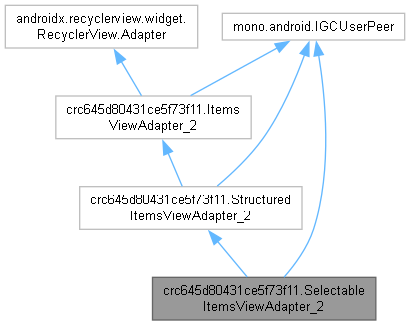 androidx.recyclerview.widget.
RecyclerView.Adapter
mono.android.IGCUserPeer
crc645d80431ce5f73f11.Items
ViewAdapter_2
crc645d80431ce5f73f11.Structured
ItemsViewAdapter_2
crc645d80431ce5f73f11.Selectable
ItemsViewAdapter_2